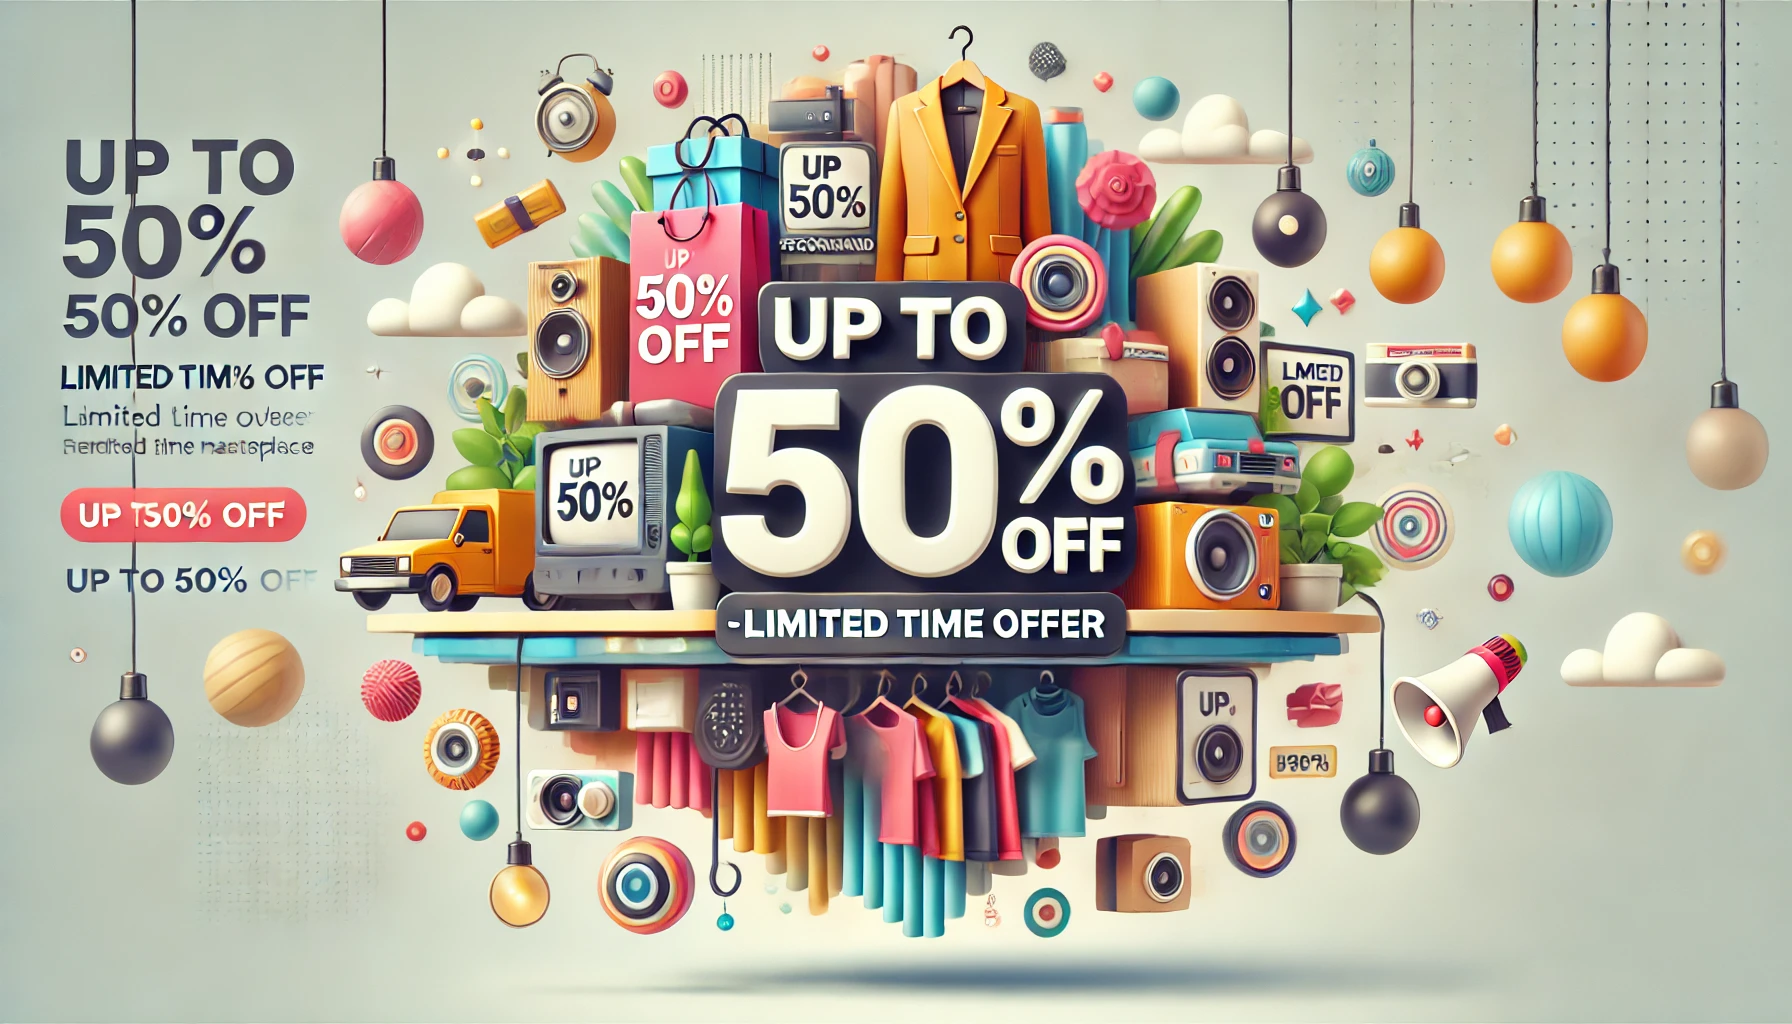 UP TO
50%
50% OFF
LIMITED TIM% OFF
Limited time oveeer
UP T50% OFF
UP TO 50% OFF
UP
50%
UP
50%
OFF
UP TO
50%
OFF
-LIMITED TIME OFFER
LMED
OFF
UP
50%
UP